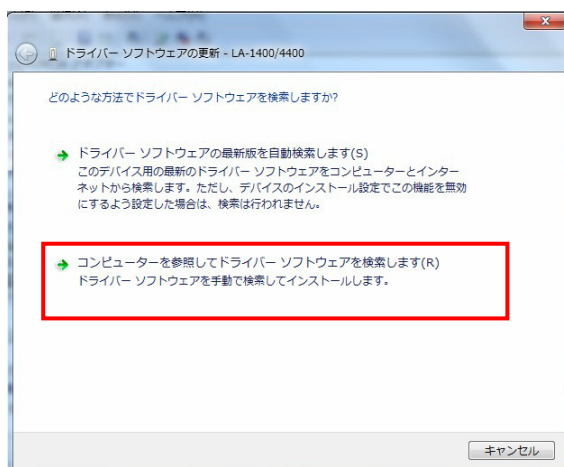 ドライバー ソフトウェアの更新 - LA-1400/4400
どのような方法でドライバー ソフトウェアを検索しますか?
ドライバー ソフトウェアの最新版を自動検索します(S)
このデバイス用の最新のドライバー ソフトウェアをコンピューターとインター
ネットから検索します。ただし、デバイスのインストール設定でこの機能を無効
にするよう設定した場合は、検索は行われません。
コンピューターを参照してドライバー ソフトウェアを検索します(R)
ドライバー ソフトウェアを手動で検索してインストールします。
キャンセル